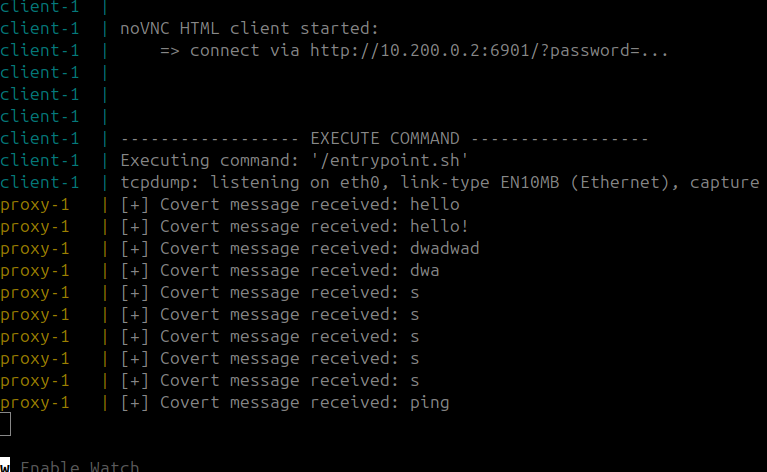 client-1 |
client-1 | noVNC HTML client started:
client-1 | => connect via http://10.200.0.2:6901/?password=...
client-1 |
client-1 |
client-1 |
client-1 | ------------------ EXECUTE COMMAND ------------------
client-1 | Executing command: '/entrypoint.sh'
client-1 | tcpdump: listening on eth0, link-type EN10MB (Ethernet), capture
proxy-1 | [+] Covert message received: hello
proxy-1 | [+] Covert message received: hello!
proxy-1 | [+] Covert message received: dwadwad
proxy-1 | [+] Covert message received: dwa
proxy-1 | [+] Covert message received: s
proxy-1 | [+] Covert message received: s
proxy-1 | [+] Covert message received: s
proxy-1 | [+] Covert message received: s
proxy-1 | [+] Covert message received: s
proxy-1 | [+] Covert message received: ping
w Enable Watch